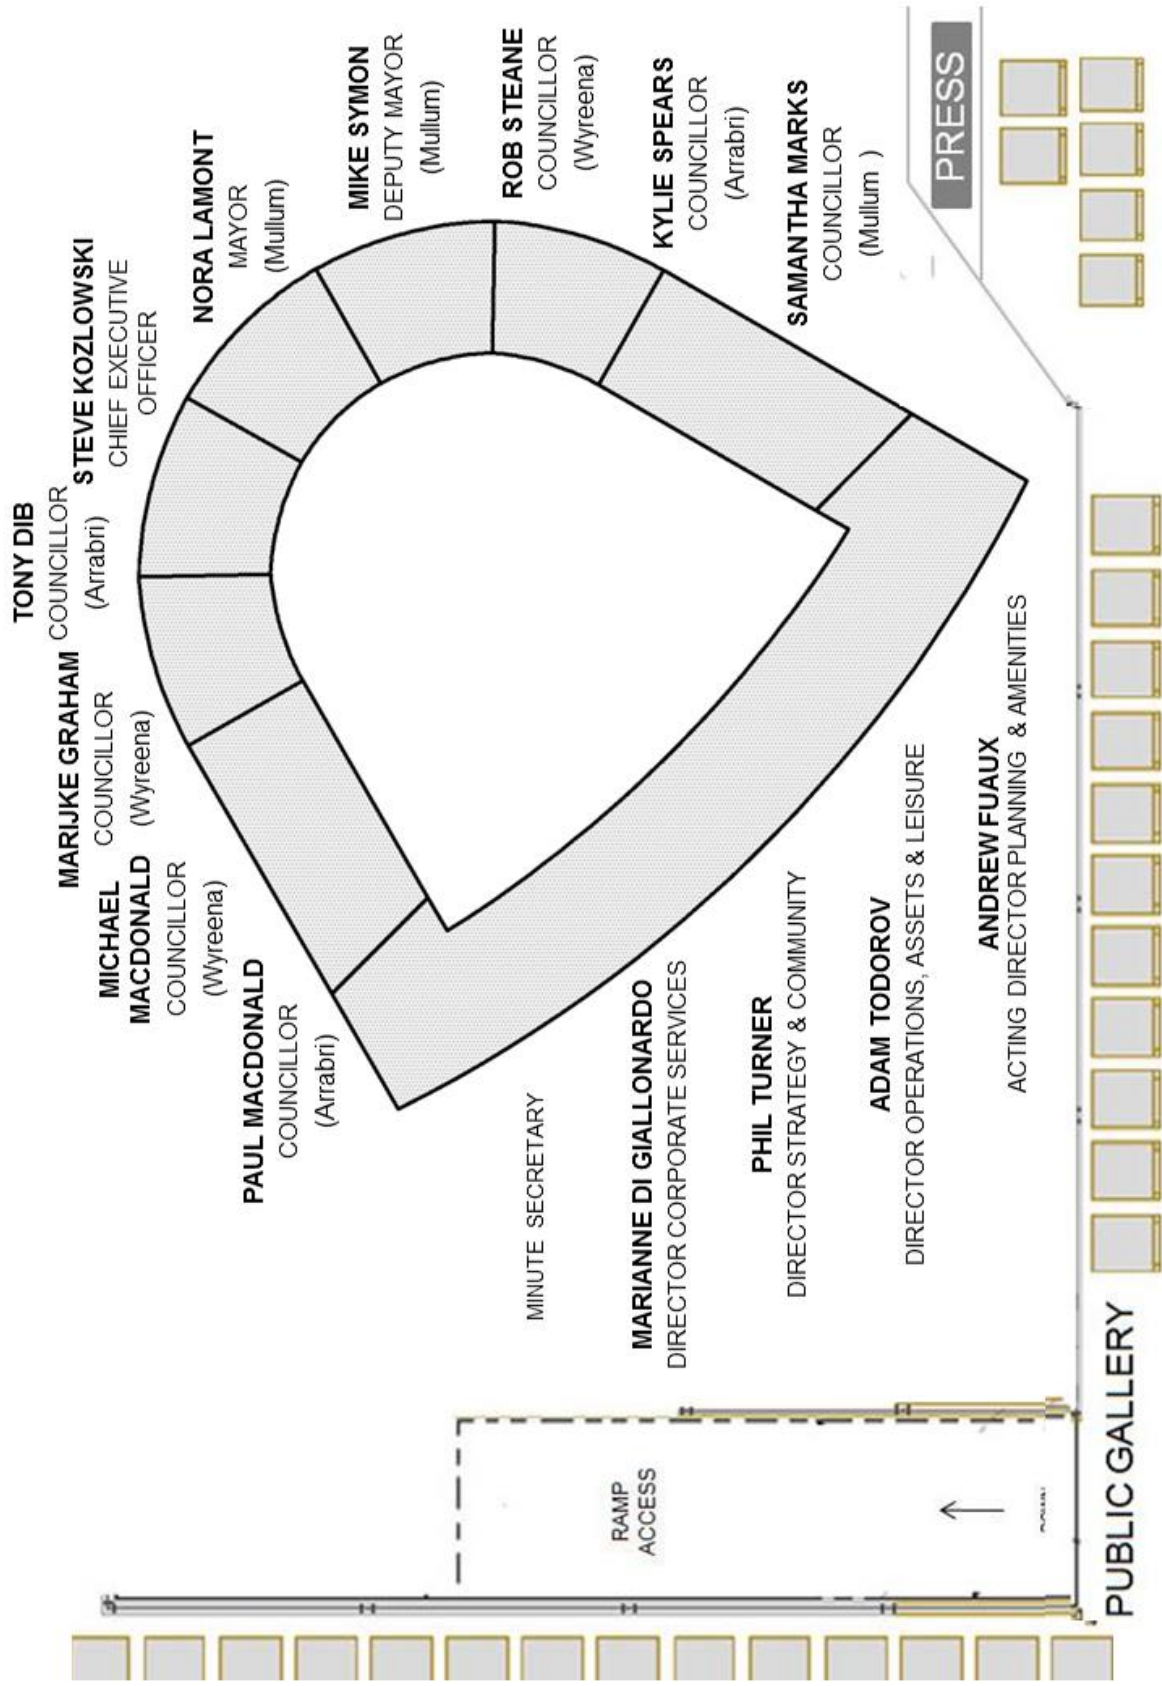 TONY DIB
COUNCILLOR
(Arrabri)
STEVE KOZLOWSKI
CHIEF EXECUTIVE
OFFICER
NORA LAMONT
MAYOR
(Mullum)
MIKE SYMON
DEPUTY MAYOR
(Mullum)
ROB STEANE
COUNCILLOR
(Wyreena)
KYLIE SPEARS
COUNCILLOR
(Arrabri)
SAMANTHA MARKS
COUNCILLOR
(Mullum )
PRESS
MARIJKE GRAHAM
COUNCILLOR
(Wyreena)
MICHAEL
MACDONALD
COUNCILLOR
(Wyreena)
PAUL MACDONALD
COUNCILLOR
(Arrabri)
MINUTE SECRETARY
MARIANNE DI GIALLONARDO
DIRECTOR CORPORATE SERVICES
PHIL TURNER
DIRECTOR STRATEGY & COMMUNITY
ADAM TODOROV
DIRECTOR OPERATIONS, ASSETS & LEISURE
ANDREW FUAUX
ACTING DIRECTOR PLANNING & AMENITIES
RAMP
ACCESS
PUBLIC GALLERY